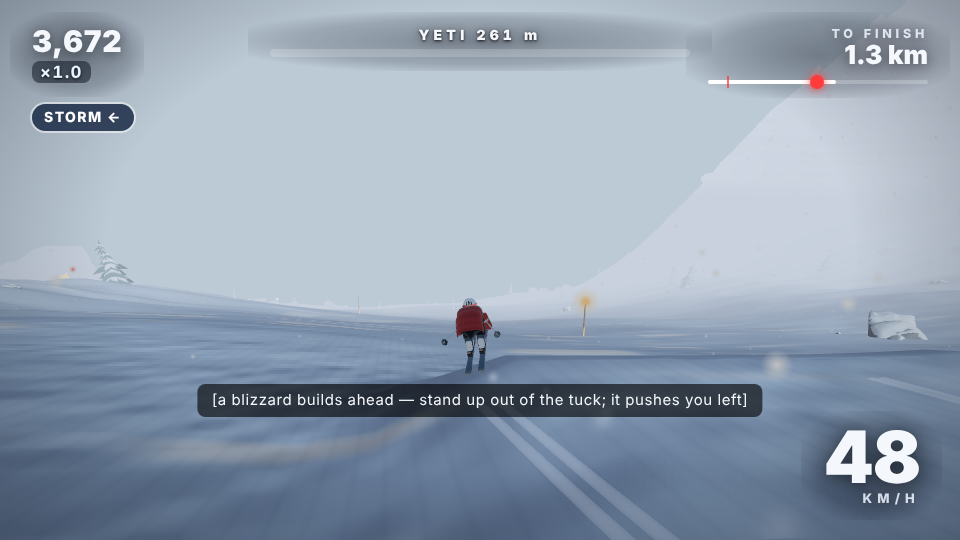 3,672
×1.0
STORM ←
YETI 261 m
TO FINISH
1.3 km
[a blizzard builds ahead — stand up out of the tuck; it pushes you left]
48
KM/H